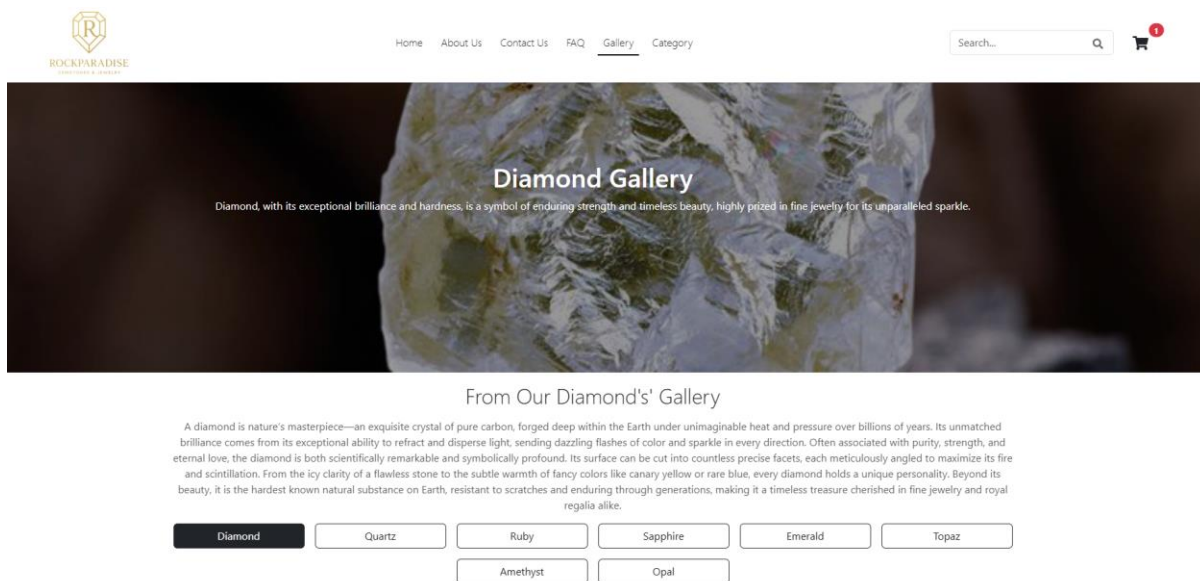 R
ROCKPARADISE
Home About Us Contact Us FAQ Gallery Category
Search...
1
Diamond Gallery
Diamond, with its exceptional brilliance and hardness, is a symbol of enduring strength and timeless beauty, highly prized in fine jewelry for its unparalleled sparkle.
From Our Diamond's' Gallery
A diamond is nature's masterpiece—an exquisite crystal of pure carbon, forged deep within the Earth under unimaginable heat and pressure over billions of years. Its unmatched
brilliance comes from its exceptional ability to refract and disperse light, sending dazzling flashes of color and sparkle in every direction. Often associated with purity, strength, and
eternal love, the diamond is both scientifically remarkable and symbolically profound. Its surface can be cut into countless precise facets, each meticulously angled to maximize its fire
and scintillation. From the icy clarity of a flawless stone to the subtle warmth of fancy colors like canary yellow or rare blue, every diamond holds a unique personality. Beyond its
beauty, it is the hardest known natural substance on Earth, resistant to scratches and enduring through generations, making it a timeless treasure cherished in fine jewelry and royal
regalia alike.
Diamond Quartz Ruby Sapphire Emerald Topaz
Amethyst Opal